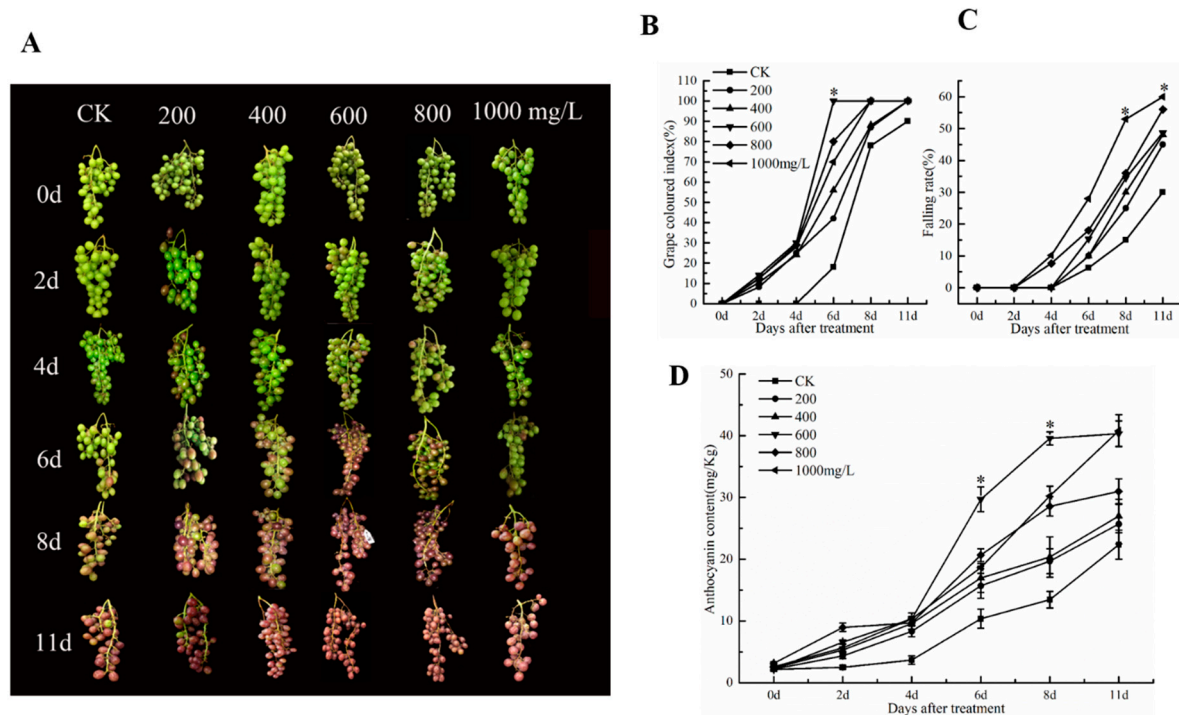 A
CK 200 400 600 800 1000 mg/L
0d
2d
4d
6d
8d
11d
B
Grape coloured index(%)
110
100
90
80
70
60
50
40
30
20
10
0
CK
200
400
600
800
1000mg/L
*
0d 2d 4d 6d 8d 11d
Days after treatment
C
Falling rate(%)
60
50
40
30
20
10
0
* *
0d 2d 4d 6d 8d 11d
Days after treatment
D
Anthocyanin content(mg/Kg)
50
40
30
20
10
0
CK
200
400
600
800
1000mg/L
* *
0d 2d 4d 6d 8d 11d
Days after treatment